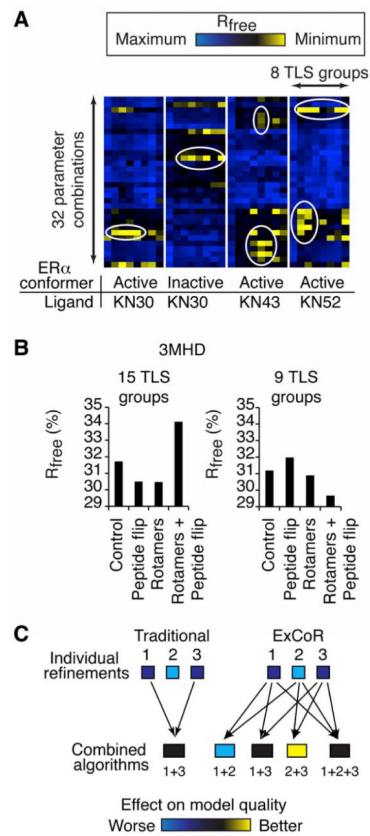 A
Rfree
Maximum Minimum
8 TLS groups
32 parameter
combinations
ERα
conformer Active Inactive Active Active
Ligand KN30 KN30 KN43 KN52
B
3MHD
15 TLS
groups
9 TLS
groups
Rfree (%)
35
34
33
32
31
30
29
Control
Peptide flip
Rotamers
Rotamers +
Peptide flip
Rfree (%)
35
34
33
32
31
30
29
Control
Peptide flip
Rotamers
Rotamers +
Peptide flip
C
Traditional ExCoR
Individual
refinements
1 2 3 1 2 3
Combined
algorithms
1+3 1+2 1+3 2+3 1+2+3
Effect on model quality
Worse Better